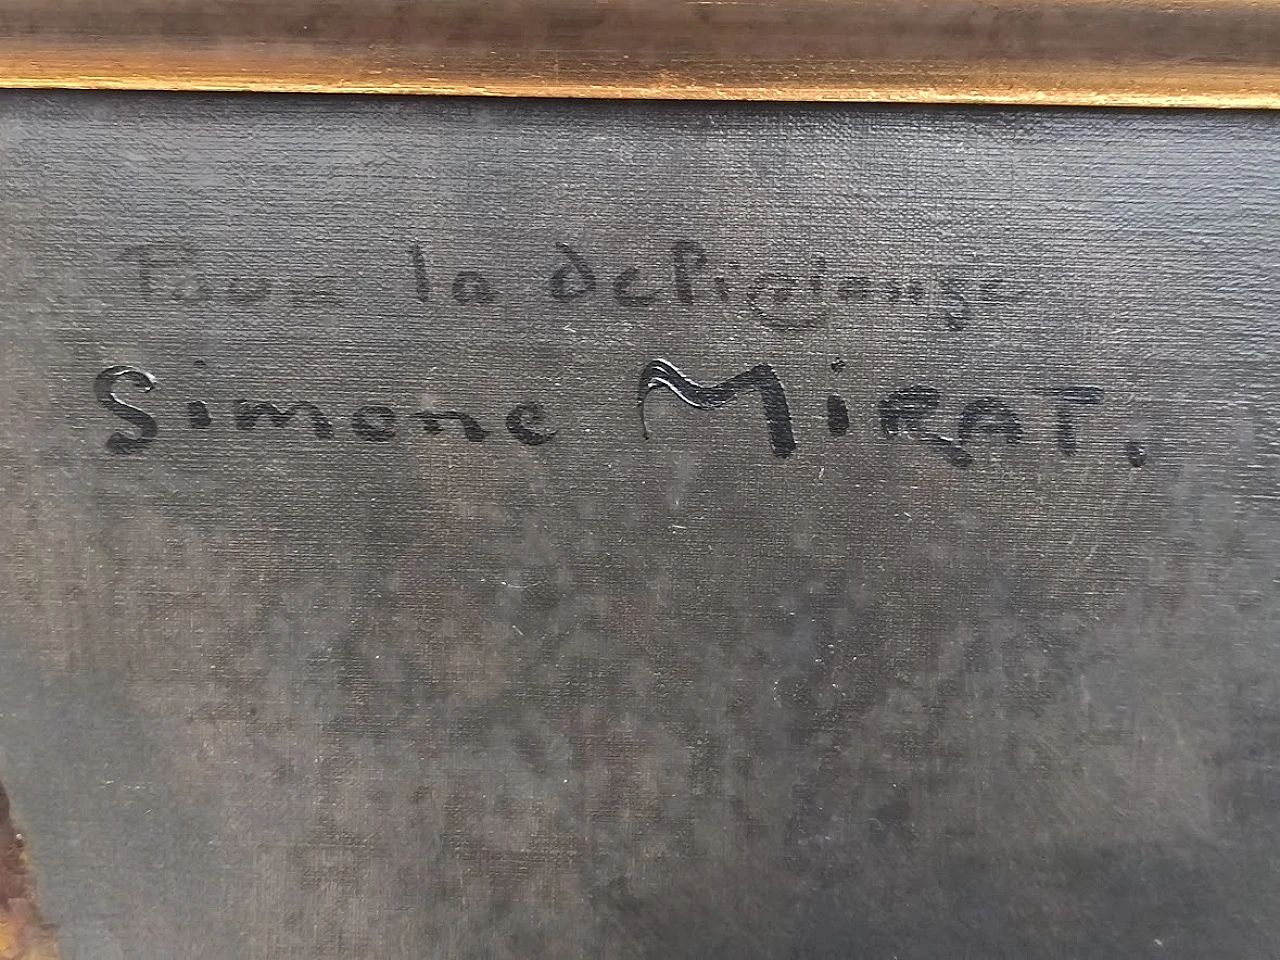 Pour la
Simone MIRAT.